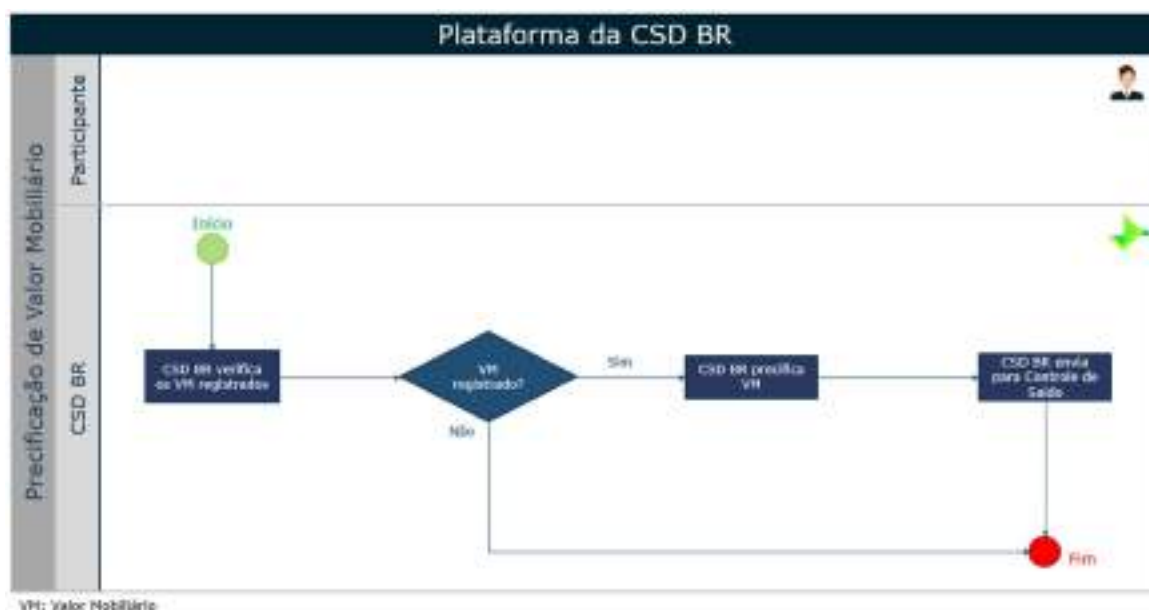 Plataforma da CSD BR
Precificação de Valor Mobiliário
Participante
CSD BR
Início
CSD BR verifica
os VM registrados
VM
registrado?
Sim
Não
CSD BR precifica
VM
CSD BR envia
para Controle de
Saldo
Fim
VM: Valor Mobiliário